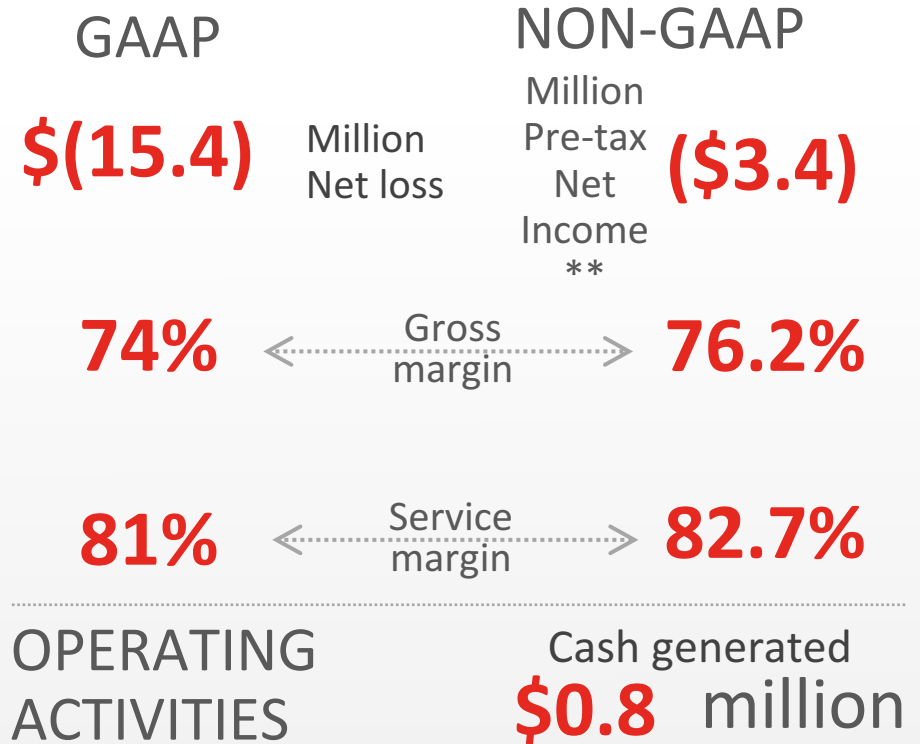 GAAP
NON-GAAP
$(15.4)
Million
Net loss
Million
Pre-tax
Net
Income
**
($3.4)
74%
Gross
margin
76.2%
81%
Service
margin
82.7%
OPERATING
ACTIVITIES
Cash generated
$0.8 million